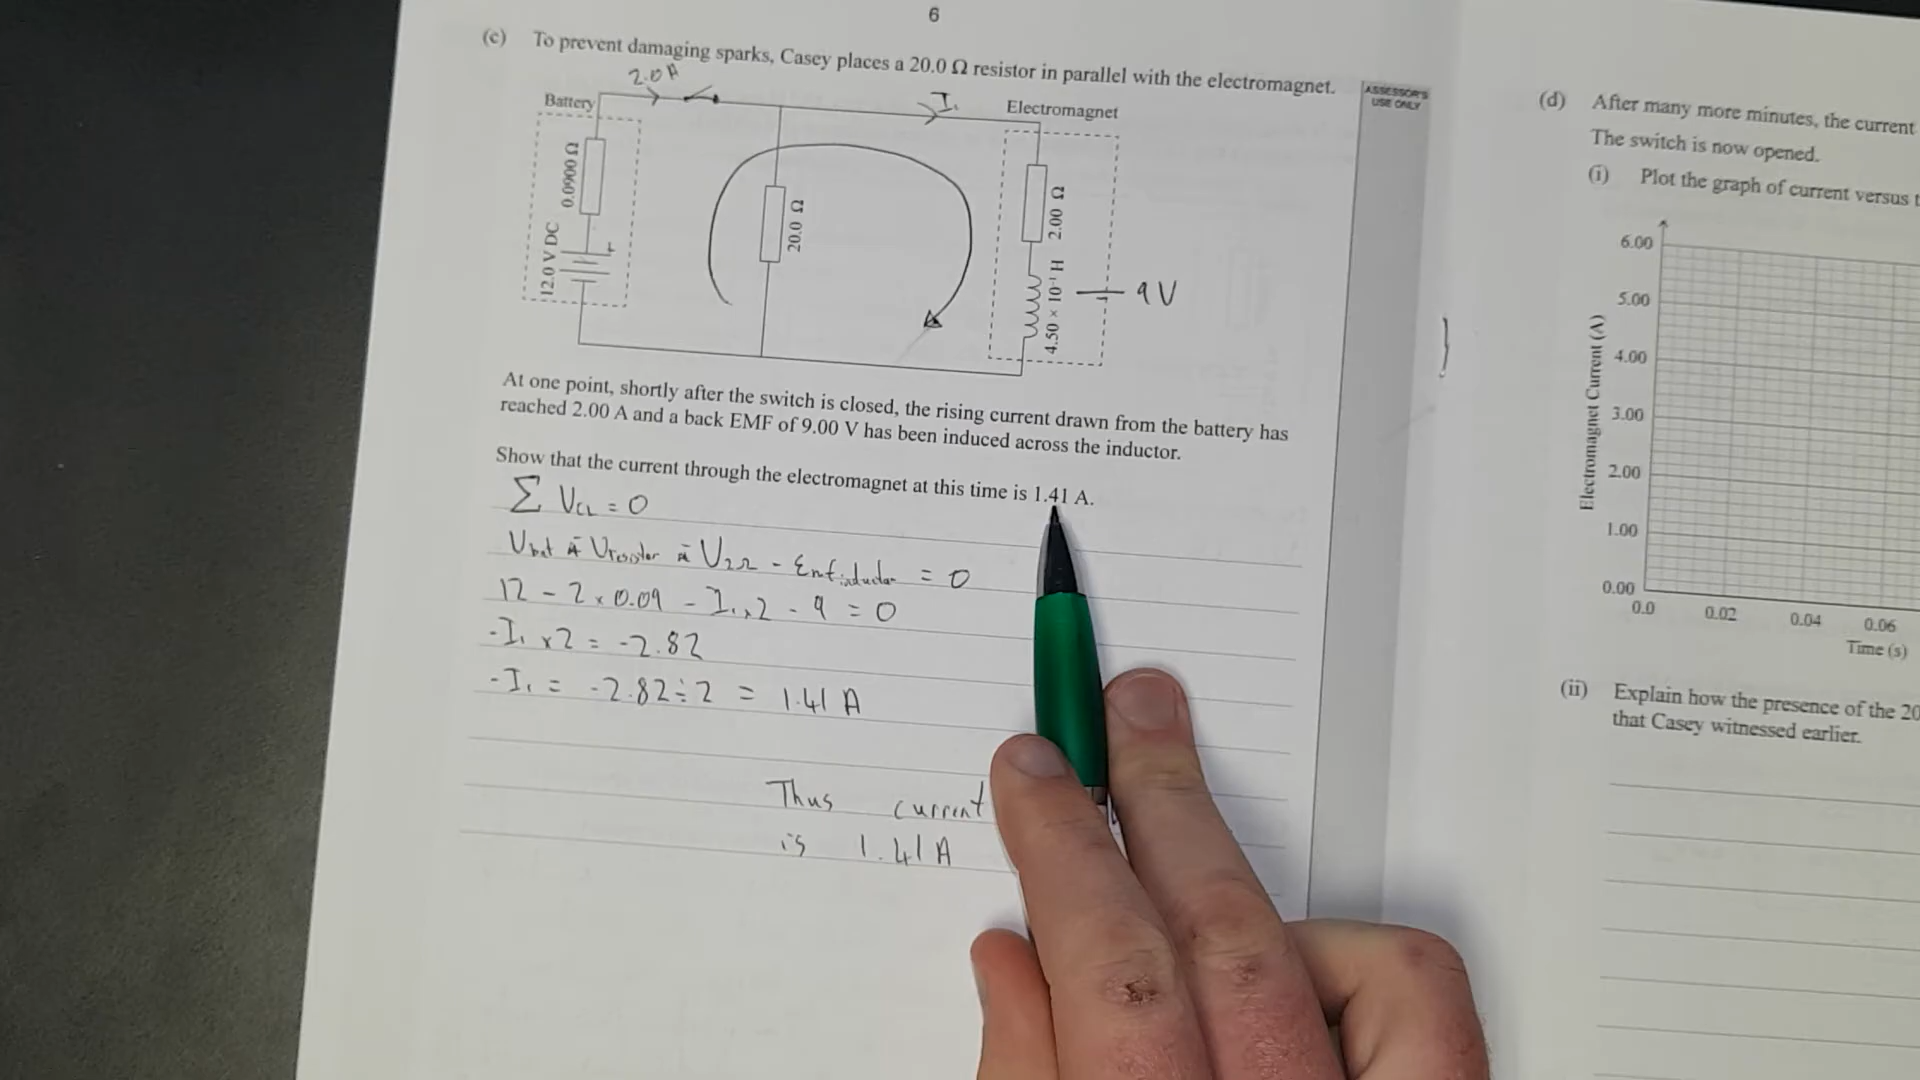 6
(c) To prevent damaging sparks, Casey places a 20.0 Ω resistor in parallel with the electromagnet.
ASSESSOR'S
USE ONLY
2.0 A
I₁
Battery
Electromagnet
0.0900 Ω
12.0 V DC
+
20.0 Ω
2.00 Ω
4.50 × 10⁻¹ H
9 V
At one point, shortly after the switch is closed, the rising current drawn from the battery has
reached 2.00 A and a back EMF of 9.00 V has been induced across the inductor.
Show that the current through the electromagnet at this time is 1.41 A.
∑ V_CL = 0
V_bat - V_resistor - V_2Ω - Emf_inductor = 0
12 - 2 × 0.09 - I₁ × 2 - 9 = 0
-I₁ × 2 = -2.82
-I₁ = -2.82 ÷ 2 = 1.41 A
Thus current
is 1.41 A
(d) After many more minutes, the current
The switch is now opened.
(i) Plot the graph of current versus
Electromagnet Current (A)
6.00
5.00
4.00
3.00
2.00
1.00
0.00
0.0 0.02 0.04 0.06
Time (s)
(ii) Explain how the presence of the 20
that Casey witnessed earlier.